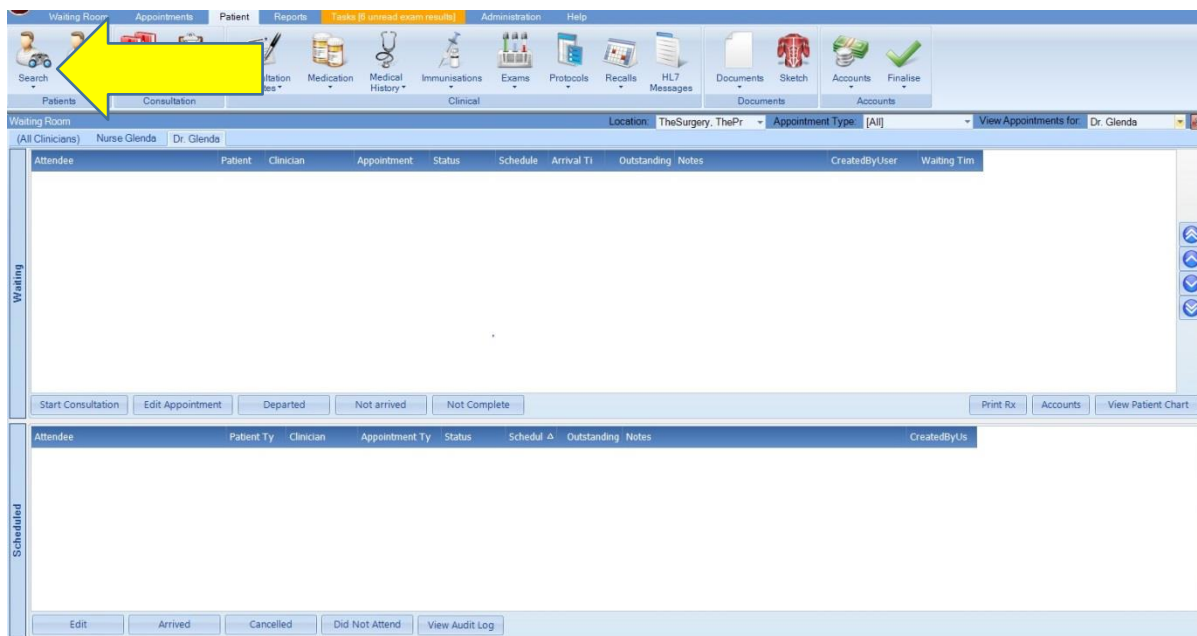 Waiting Room Appointments Patient Reports Tasks [6 unread exam results] Administration Help
Search Medication Medical History Immunisations Exams Protocols Recalls HL7 Messages Documents Sketch Accounts Finalise
Patients Consultation Clinical Documents Accounts
Waiting Room Location: TheSurgery, ThePr Appointment Type: [All] View Appointments for: Dr. Glenda
(All Clinicians) Nurse Glenda Dr. Glenda
Attendee Patient Clinician Appointment Status Schedule Arrival Ti Outstanding Notes CreatedByUser Waiting Tim
Waiting
Start Consultation Edit Appointment Departed Not arrived Not Complete Print Rx Accounts View Patient Chart
Attendee Patient Ty Clinician Appointment Ty Status Schedul Outstanding Notes CreatedByUs
Scheduled
Edit Arrived Cancelled Did Not Attend View Audit Log